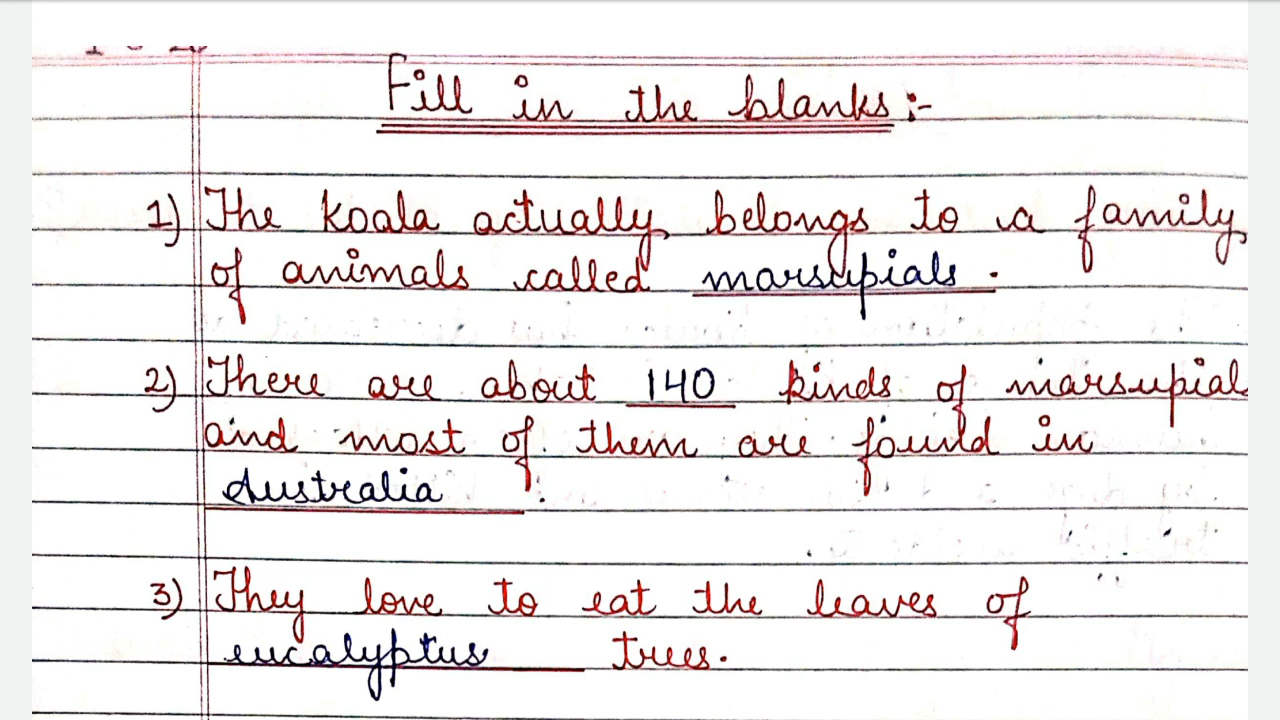 Fill in the blanks :-
1) The koala actually belongs to a family
of animals called marsupials .
2) There are about 140 kinds of marsupial
and most of them are found in
Australia .
3) They love to eat the leaves of
eucalyptus trees.